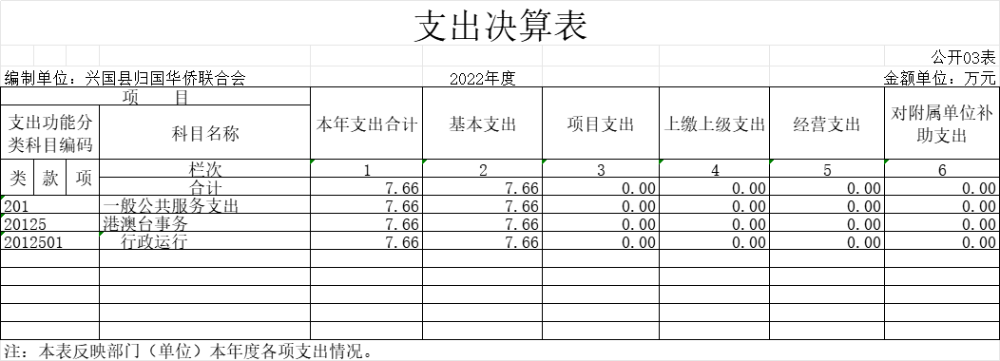 支出决算表
公开03表
编制单位：兴国县归国华侨联合会 2022年度 金额单位：万元
项 目 本年支出合计 基本支出 项目支出 上缴上级支出 经营支出 对附属单位补助支出
支出功能分类科目编码 科目名称
类 款 项 栏次 1 2 3 4 5 6
合计 7.66 7.66 0.00 0.00 0.00 0.00
201 一般公共服务支出 7.66 7.66 0.00 0.00 0.00 0.00
20125 港澳台事务 7.66 7.66 0.00 0.00 0.00 0.00
2012501 行政运行 7.66 7.66 0.00 0.00 0.00 0.00
注：本表反映部门（单位）本年度各项支出情况。